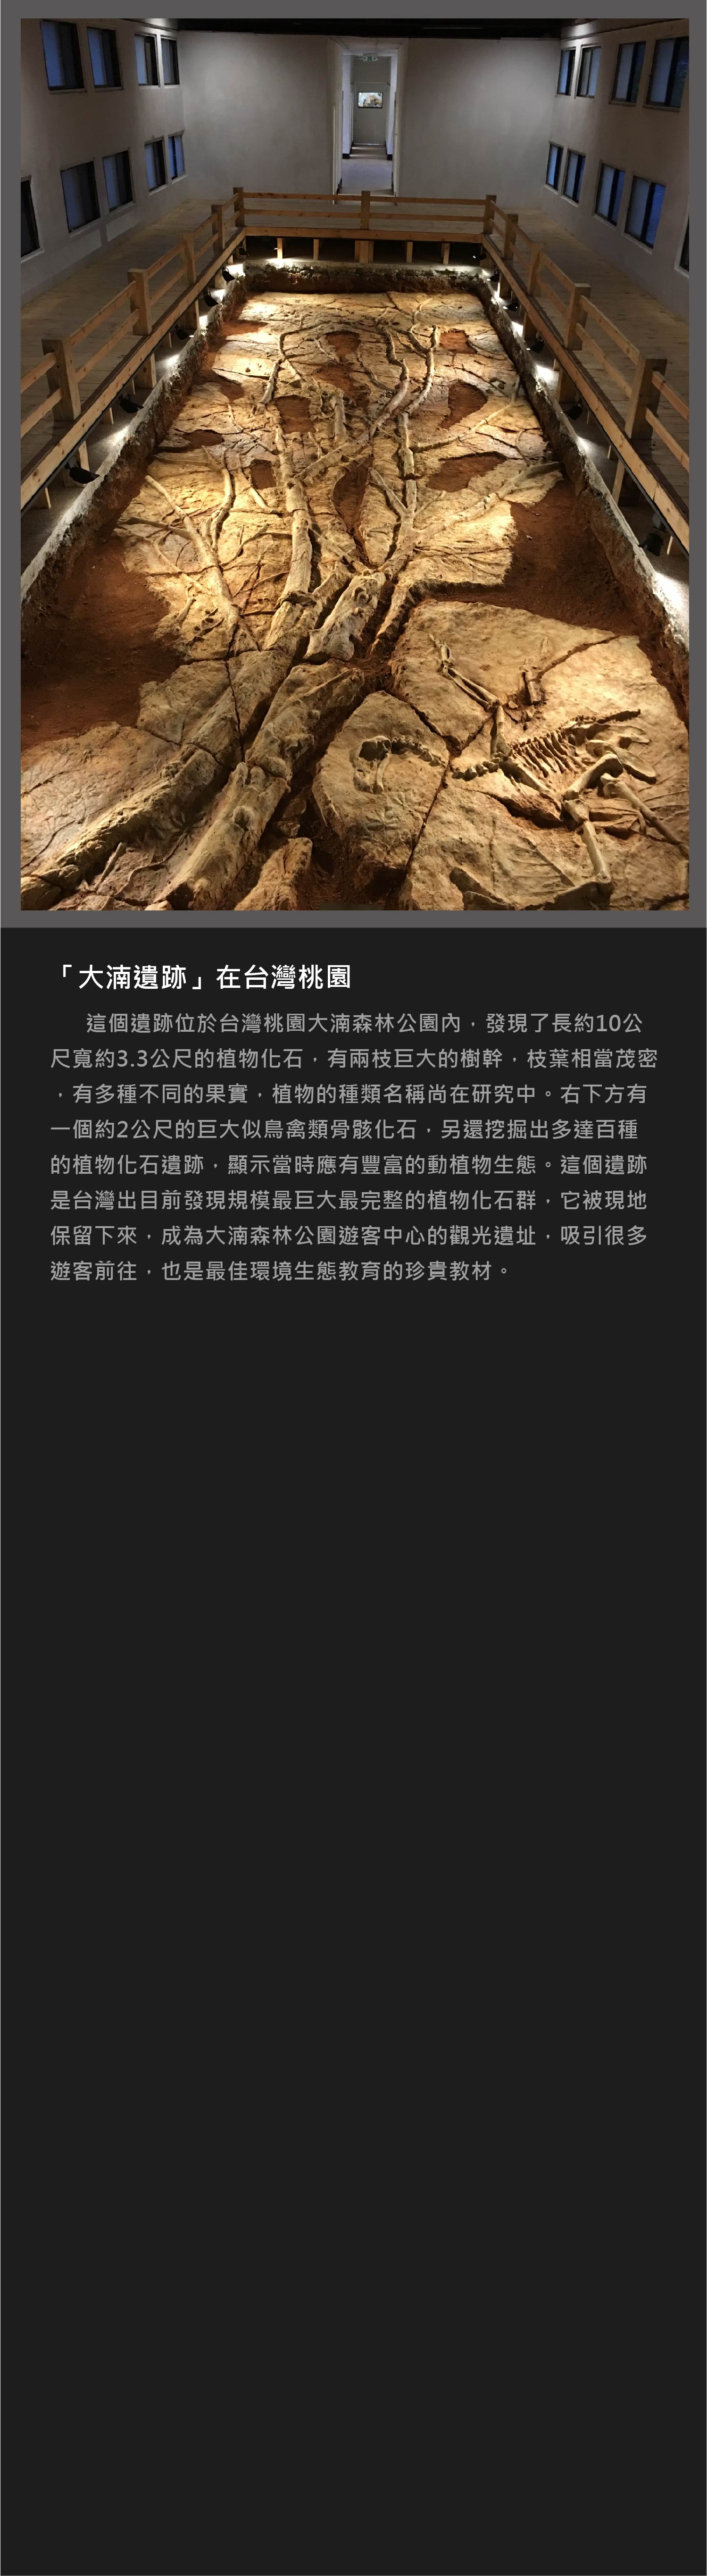 「大湳遺跡」在台灣桃園
這個遺跡位於台灣桃園大湳森林公園內，發現了長約10公
尺寬約3.3公尺的植物化石，有兩枝巨大的樹幹，枝葉相當茂密
，有多種不同的果實，植物的種類名稱尚在研究中。右下方有
一個約2公尺的巨大似鳥禽類骨骸化石，另還挖掘出多達百種
的植物化石遺跡，顯示當時應有豐富的動植物生態。這個遺跡
是台灣出目前發現規模最巨大最完整的植物化石群，它被現地
保留下來，成為大湳森林公園遊客中心的觀光遺址，吸引很多
遊客前往，也是最佳環境生態教育的珍貴教材。